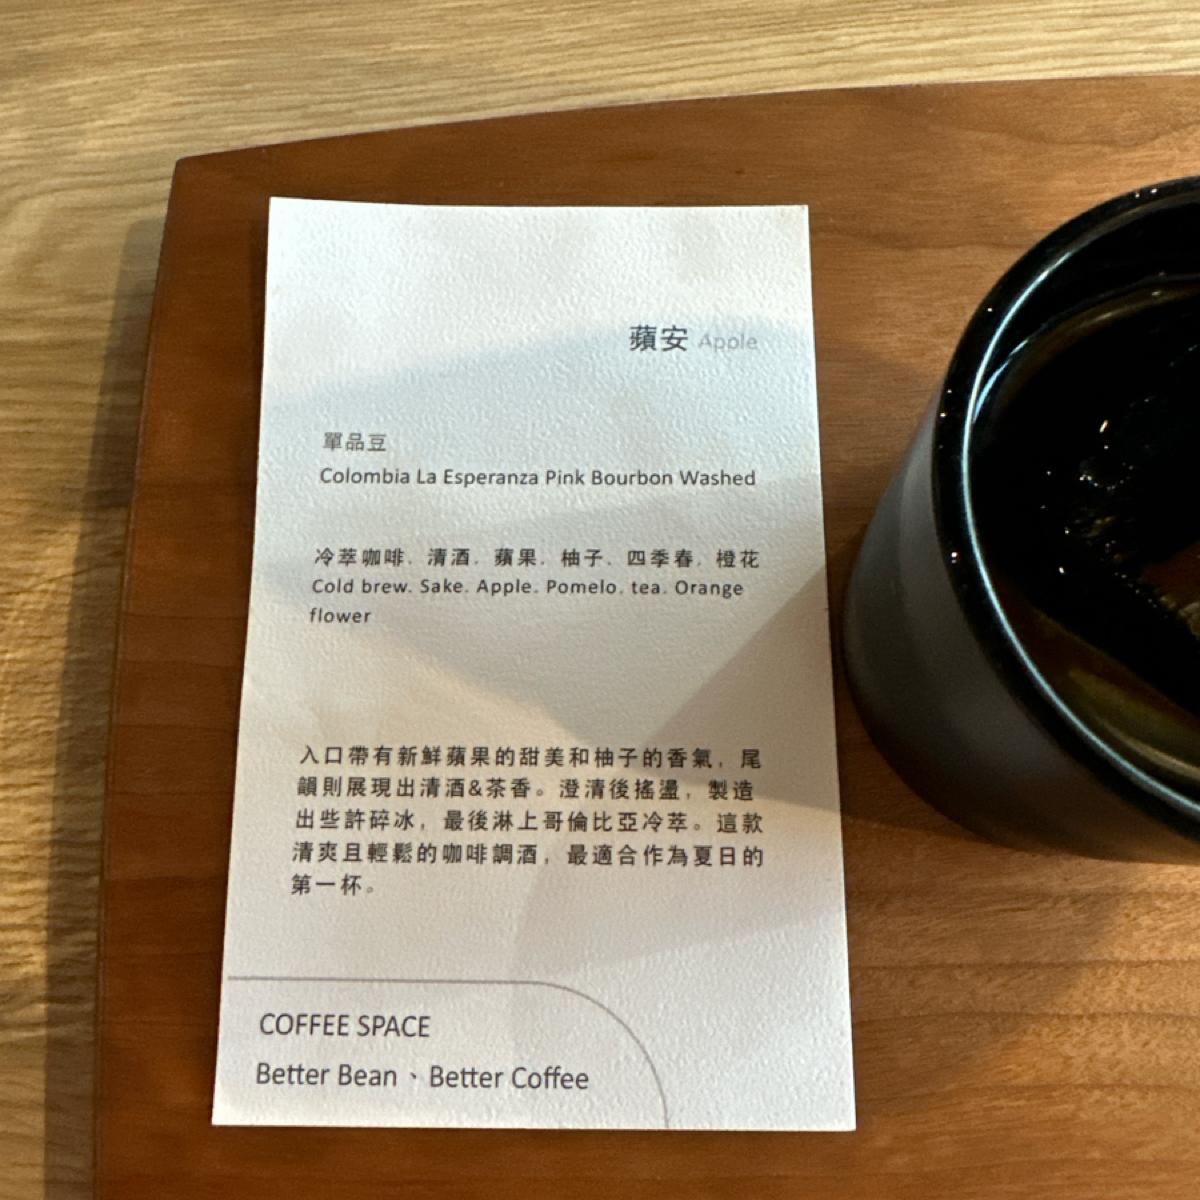 蘋安 Apple
單品豆
Colombia La Esperanza Pink Bourbon Washed
冷萃咖啡. 清酒. 蘋果. 柚子. 四季春. 橙花
Cold brew. Sake. Apple. Pomelo. tea. Orange
flower
入口帶有新鮮蘋果的甜美和柚子的香氣，尾
韻則展現出清酒&茶香。澄清後搖盪，製造
出些許碎冰，最後淋上哥倫比亞冷萃。這款
清爽且輕鬆的咖啡調酒，最適合作為夏日的
第一杯。
COFFEE SPACE
Better Bean、Better Coffee